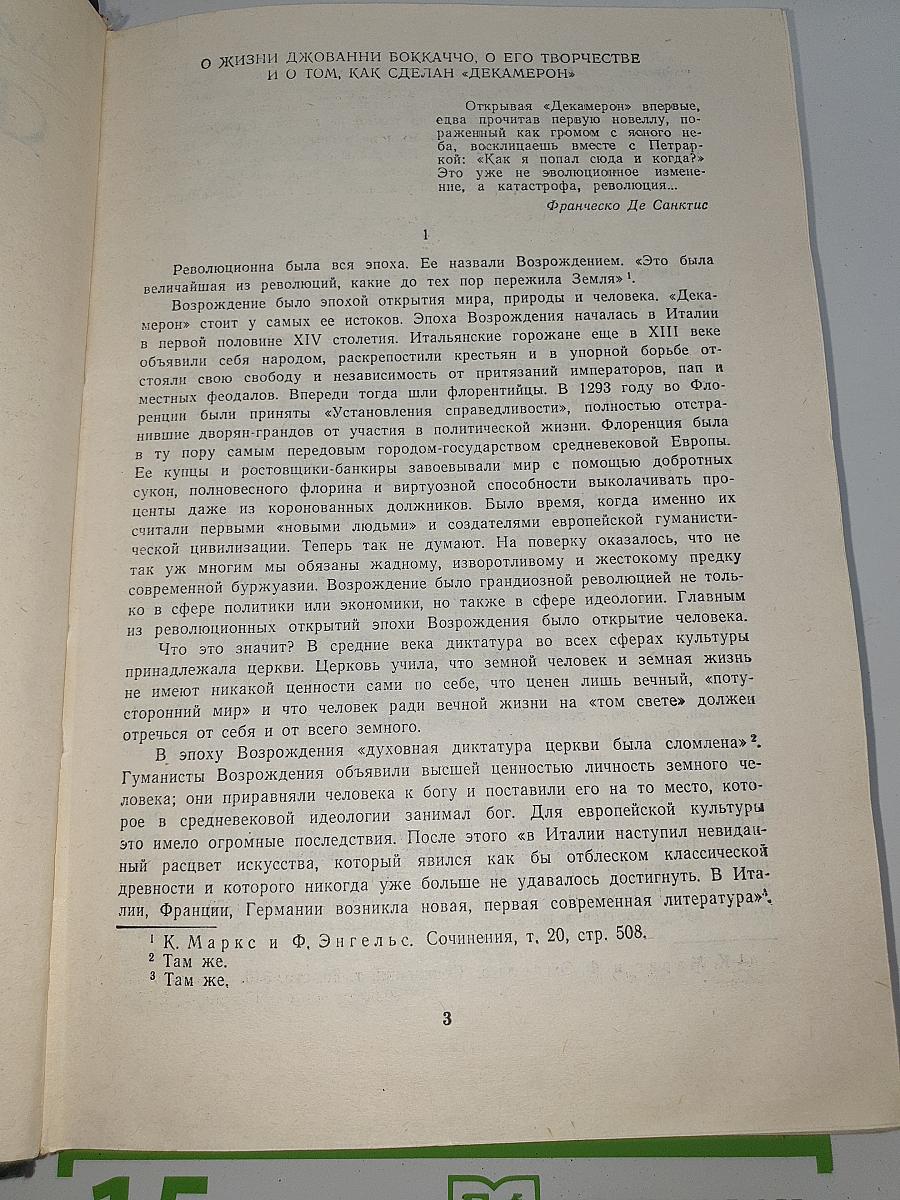 О ЖИЗНИ ДЖОВАННИ БОККАЧЧО, О ЕГО ТВОРЧЕСТВЕ
И О ТОМ, КАК СДЕЛАН «ДЕКАМЕРОН»
Открывая «Декамерон» впервые,
едва прочитав первую новеллу, по-
раженный как громом с ясного не-
ба, восклицаешь вместе с Петрар-
кой: «Как я попал сюда и когда?»
Это уже не эволюционное измене-
ние, а катастрофа, революция...
Франческо Де Санктис
1
Революционна была вся эпоха. Ее назвали Возрождением. «Это была
величайшая из революций, какие до тех пор пережила Земля» ¹.
Возрождение было эпохой открытия мира, природы и человека. «Дека-
мерон» стоит у самых ее истоков. Эпоха Возрождения началась в Италии
в первой половине XIV столетия. Итальянские горожане еще в XIII веке
объявили себя народом, раскрепостили крестьян и в упорной борьбе от-
стояли свою свободу и независимость от притязаний императоров, пап и
местных феодалов. Впереди тогда шли флорентийцы. В 1293 году во Фло-
ренции были приняты «Установления справедливости», полностью отстра-
нившие дворян-грандов от участия в политической жизни. Флоренция была
в ту пору самым передовым городом-государством средневековой Европы.
Ее купцы и ростовщики-банкиры завоевывали мир с помощью добротных
сукон, полновесного флорина и виртуозной способности выколачивать про-
центы даже из коронованных должников. Было время, когда именно их
считали первыми «новыми людьми» и создателями европейской гуманисти-
ческой цивилизации. Теперь так не думают. На поверку оказалось, что не
так уж многим мы обязаны жадному, изворотливому и жестокому предку
современной буржуазии. Возрождение было грандиозной революцией не толь-
ко в сфере политики или экономики, но также в сфере идеологии. Главным
из революционных открытий эпохи Возрождения было открытие человека.
Что это значит? В средние века диктатура во всех сферах культуры
принадлежала церкви. Церковь учила, что земной человек и земная жизнь
не имеют никакой ценности сами по себе, что ценен лишь вечный, «поту-
сторонний мир» и что человек ради вечной жизни на «том свете» должен
отречься от себя и от всего земного.
В эпоху Возрождения «духовная диктатура церкви была сломлена» ².
Гуманисты Возрождения объявили высшей ценностью личность земного че-
ловека; они приравняли человека к богу и поставили его на то место, кото-
рое в средневековой идеологии занимал бог. Для европейской культуры
это имело огромные последствия. После этого «в Италии наступил невидан-
ный расцвет искусства, который явился как бы отблеском классической
древности и которого никогда уже больше не удавалось достигнуть. В Ита-
лии, Франции, Германии возникла новая, первая современная литература» ³.
¹ К. Маркс и Ф. Энгельс. Сочинения, т. 20, стр. 508.
² Там же.
³ Там же.
3
15